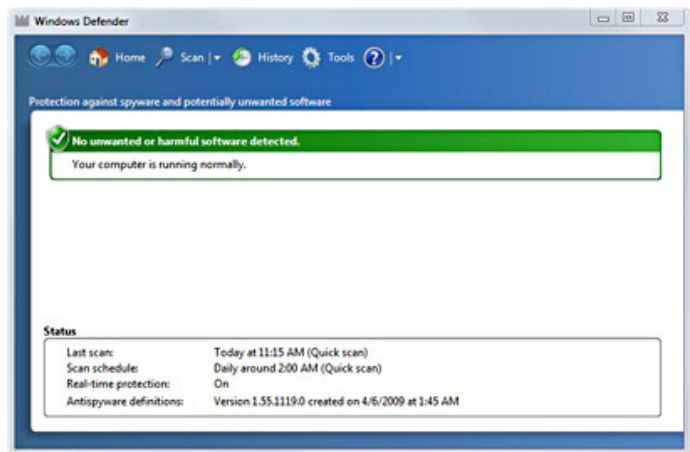 Windows Defender
Home Scan | History Tools ? |
Protection against spyware and potentially unwanted software
No unwanted or harmful software detected.
Your computer is running normally.
Status
Last scan: Today at 11:15 AM (Quick scan)
Scan schedule: Daily around 2:00 AM (Quick scan)
Real-time protection: On
Antispyware definitions: Version 1.55.1119.0 created on 4/6/2009 at 1:45 AM